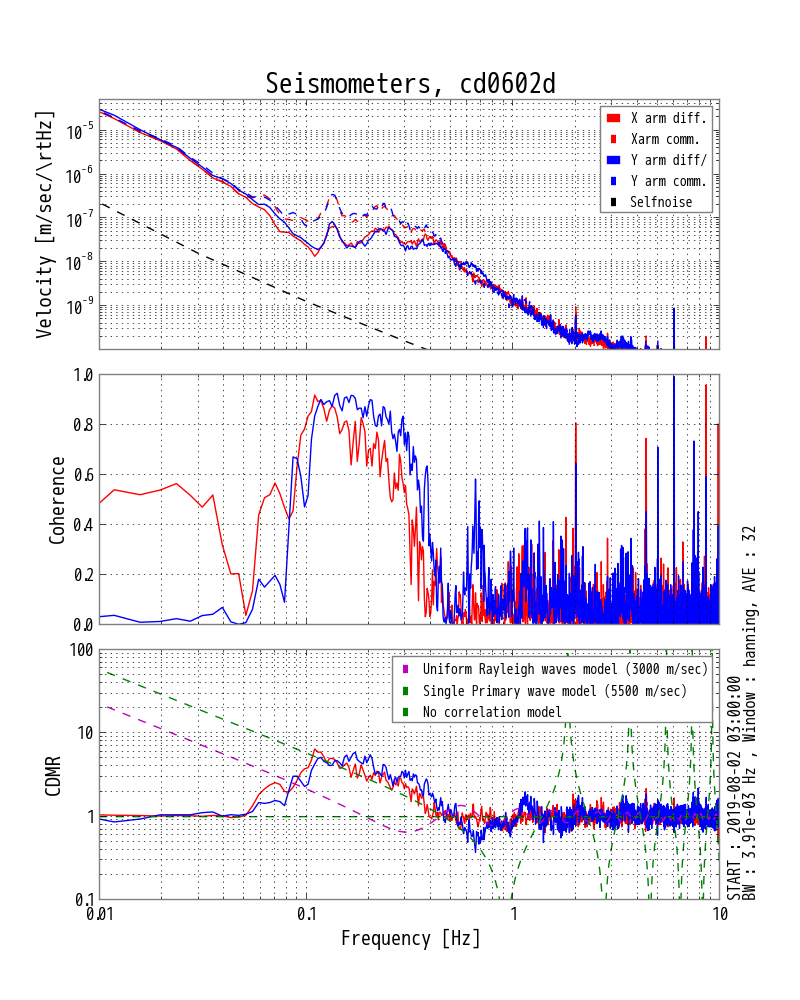 Seismometers, cd0602d
Velocity [m/sec/\rtHz]
10^-5
10^-6
10^-7
10^-8
10^-9
X arm diff.
Xarm comm.
Y arm diff/
Y arm comm.
Selfnoise
Coherence
1.0
0.8
0.6
0.4
0.2
0.0
CDMR
100
10
1
0.1
Uniform Rayleigh waves model (3000 m/sec)
Single Primary wave model (5500 m/sec)
No correlation model
0.01
0.1
1
10
Frequency [Hz]
START : 2019-08-02 03:00:00
BW : 3.91e-03 Hz , Window : hanning, AVE : 32